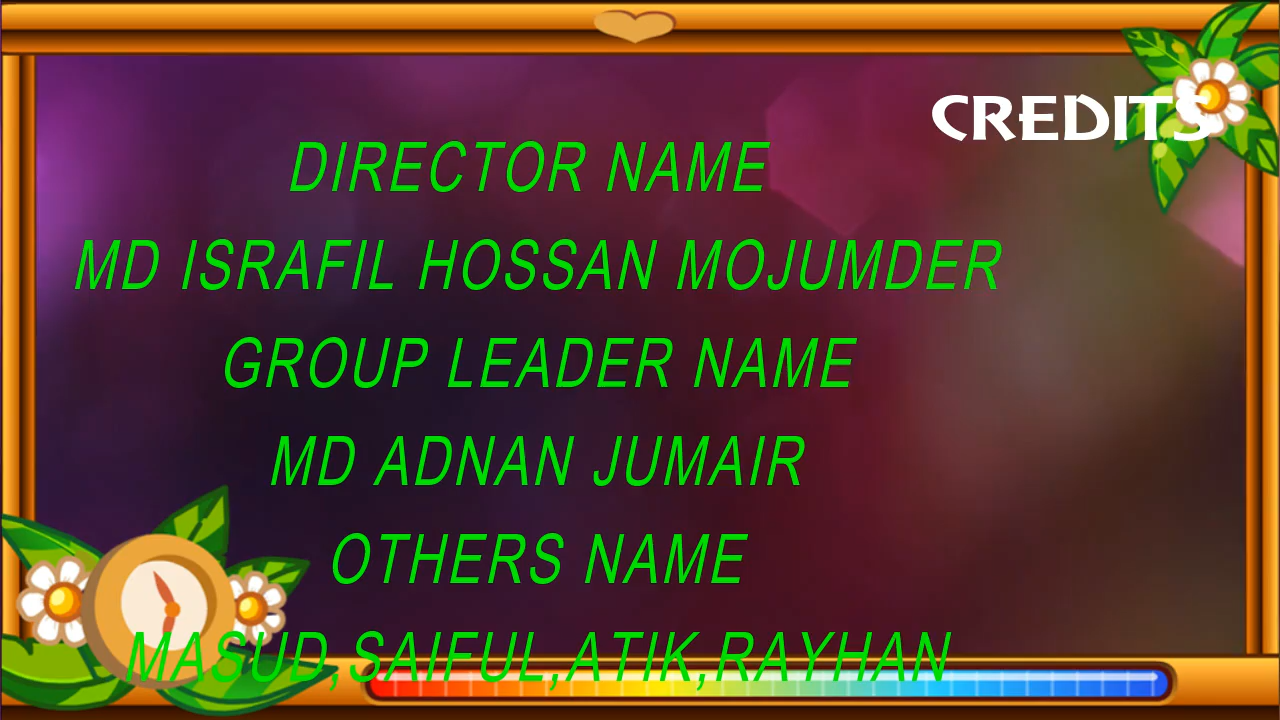 CREDITS
DIRECTOR NAME
MD ISRAFIL HOSSAN MOJUMDER
GROUP LEADER NAME
MD ADNAN JUMAIR
OTHERS NAME
MASUD,SAIFUL,ATIK,RAYHAN